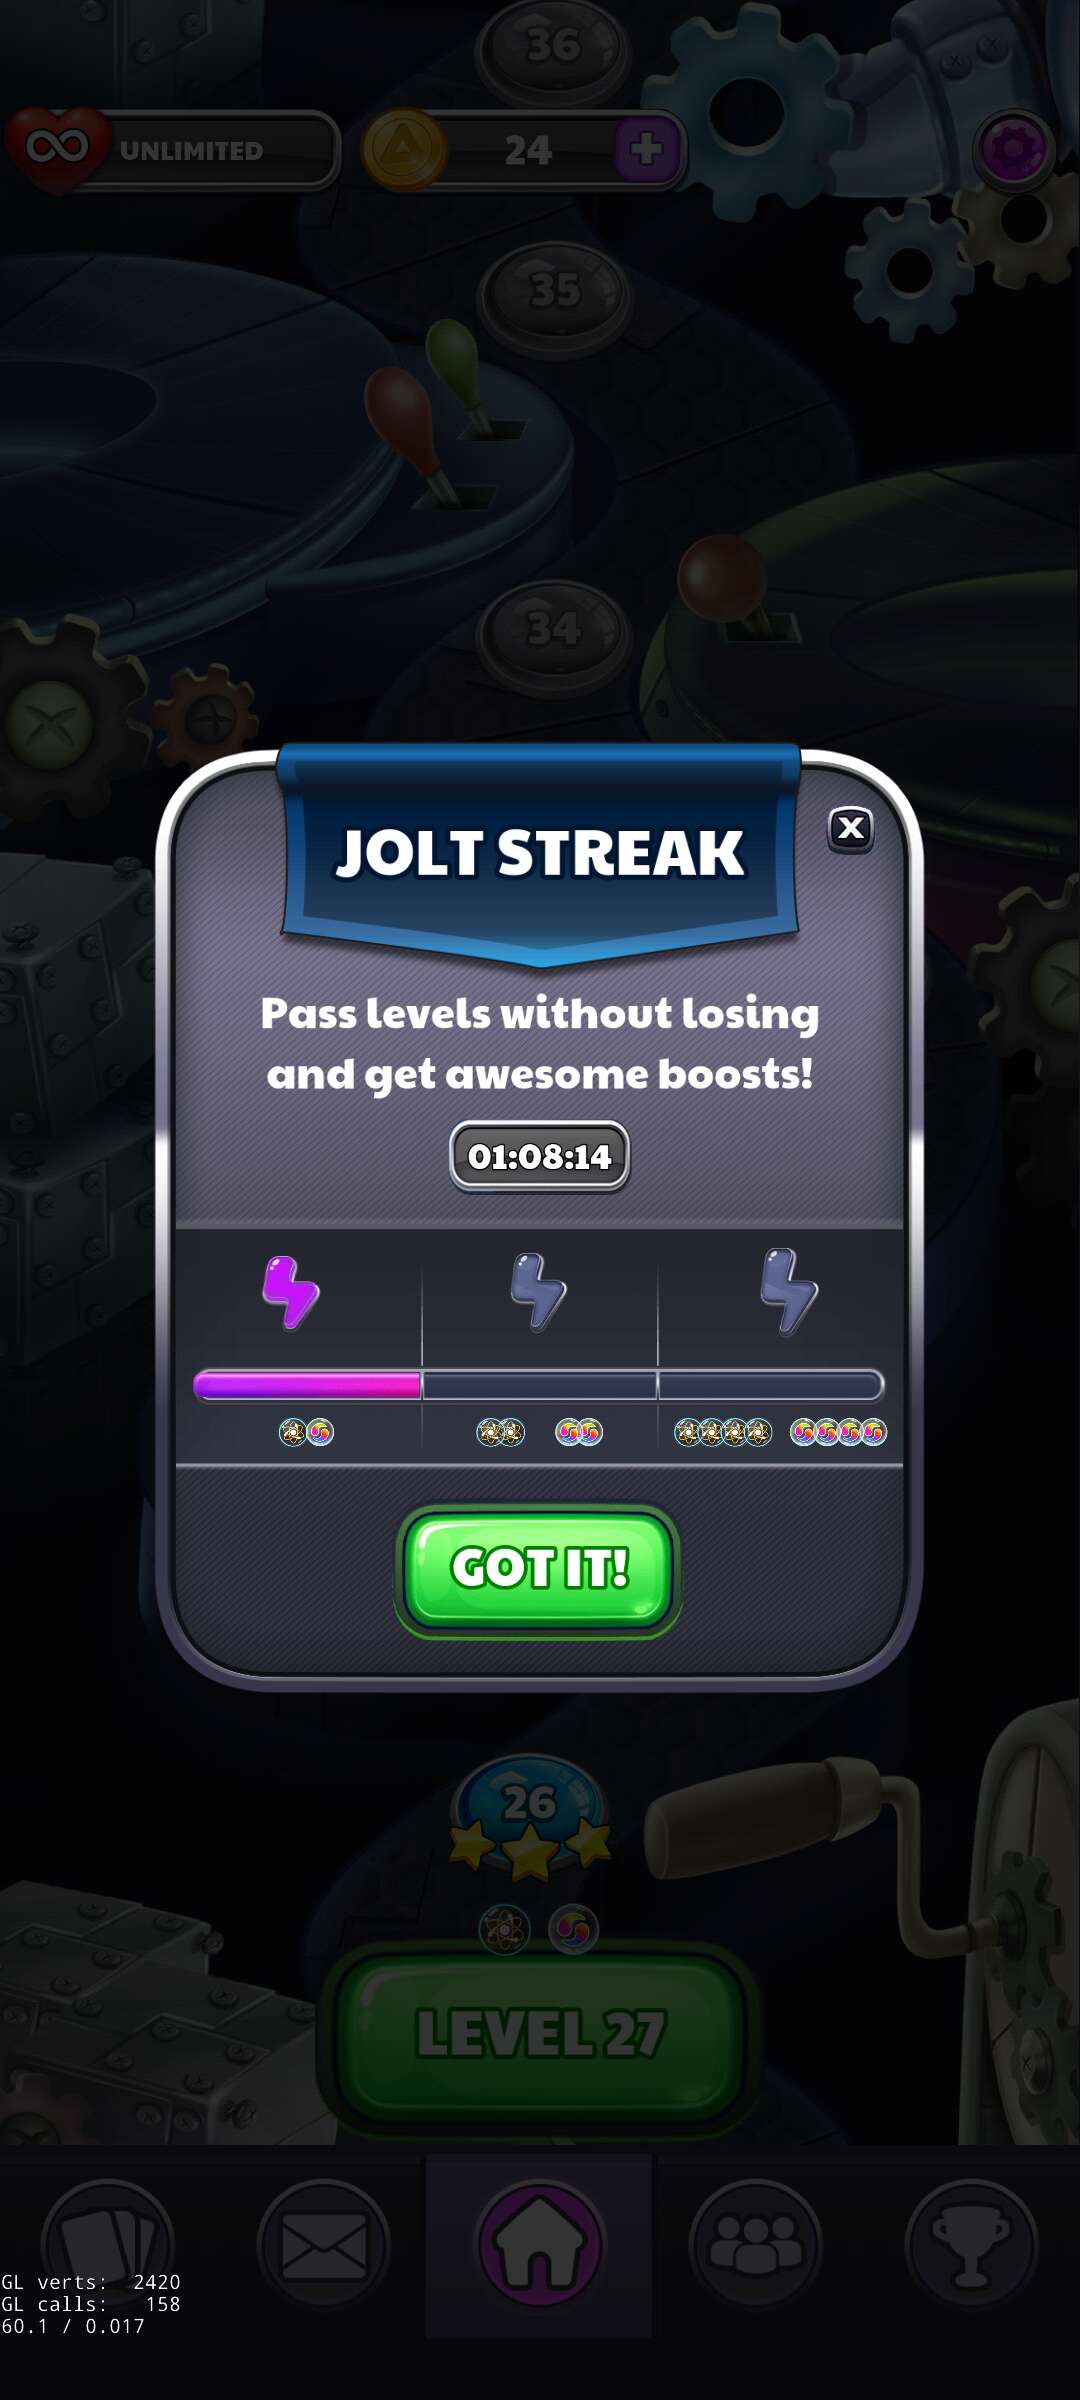 36
UNLIMITED
24
35
34
JOLT STREAK
X
Pass levels without losing
and get awesome boosts!
01:08:14
GOT IT!
26
LEVEL 27
GL verts: 2420
GL calls: 158
60.1 / 0.017